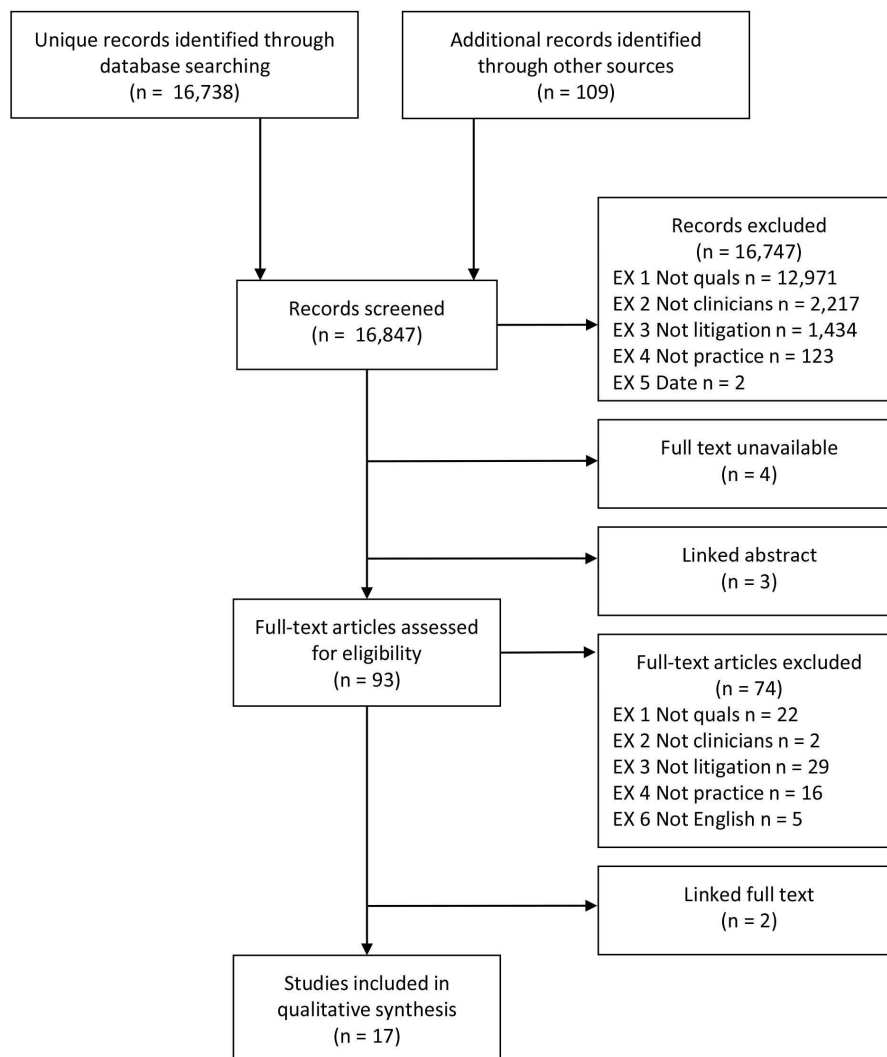 Unique records identified through
database searching
(n =  16,738)
Additional records identified
through other sources
(n = 109)
Records excluded
(n = 16,747)
EX 1 Not quals n = 12,971
EX 2 Not clinicians n = 2,217
EX 3 Not litigation n = 1,434
EX 4 Not practice n = 123
EX 5 Date n = 2
Records screened
(n =  16,847)
Full text unavailable
(n = 4)
Linked abstract
(n = 3)
Full-text articles assessed
for eligibility
(n = 93)
Full-text articles excluded
(n = 74)
EX 1 Not quals n = 22
EX 2 Not clinicians n = 2
EX 3 Not litigation n = 29
EX 4 Not practice n = 16
EX 6 Not English n = 5
Linked full text
(n = 2)
Studies included in
qualitative synthesis
(n = 17)